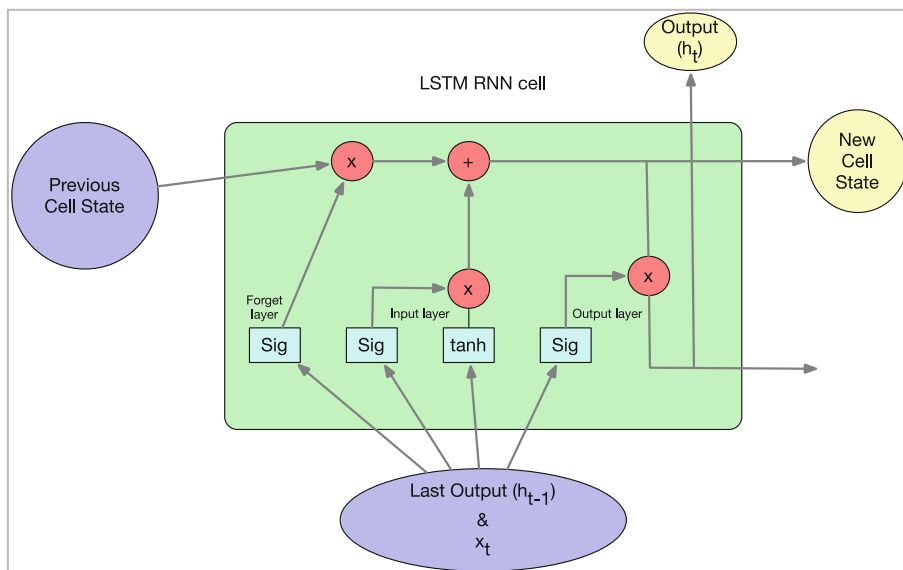 Output
(h_t)
LSTM RNN cell
Previous
Cell State
x
+
New
Cell
State
x
x
Forget
layer
Input layer
Output layer
Sig
Sig
tanh
Sig
Last Output (h_t-1)
&
x_t